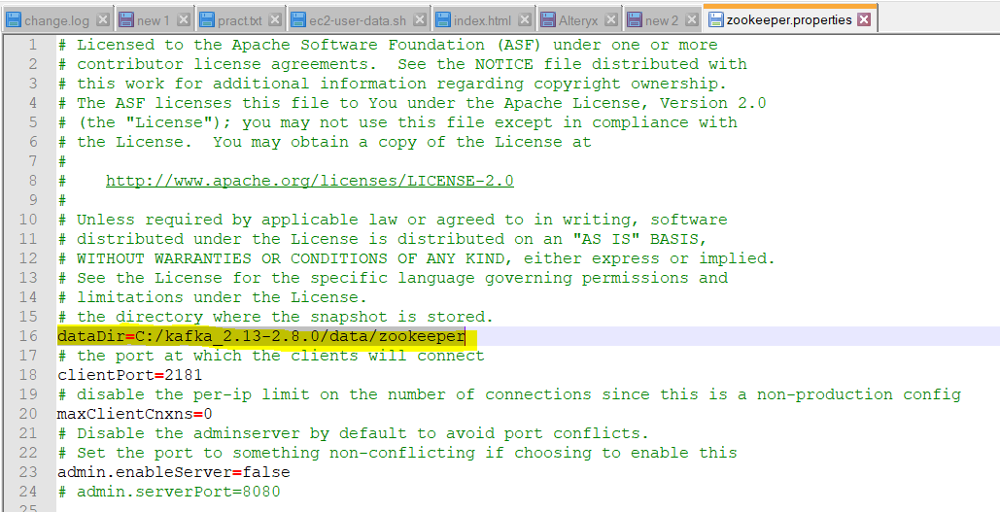 change.log new 1 pract.txt ec2-user-data.sh index.html Alteryx new 2 zookeeper.properties
1 # Licensed to the Apache Software Foundation (ASF) under one or more
2 # contributor license agreements.  See the NOTICE file distributed with
3 # this work for additional information regarding copyright ownership.
4 # The ASF licenses this file to You under the Apache License, Version 2.0
5 # (the "License"); you may not use this file except in compliance with
6 # the License.  You may obtain a copy of the License at
7 #
8 #    http://www.apache.org/licenses/LICENSE-2.0
9 #
10 # Unless required by applicable law or agreed to in writing, software
11 # distributed under the License is distributed on an "AS IS" BASIS,
12 # WITHOUT WARRANTIES OR CONDITIONS OF ANY KIND, either express or implied.
13 # See the License for the specific language governing permissions and
14 # limitations under the License.
15 # the directory where the snapshot is stored.
16 dataDir=C:/kafka_2.13-2.8.0/data/zookeeper
17 # the port at which the clients will connect
18 clientPort=2181
19 # disable the per-ip limit on the number of connections since this is a non-production config
20 maxClientCnxns=0
21 # Disable the adminserver by default to avoid port conflicts.
22 # Set the port to something non-conflicting if choosing to enable this
23 admin.enableServer=false
24 # admin.serverPort=8080
25